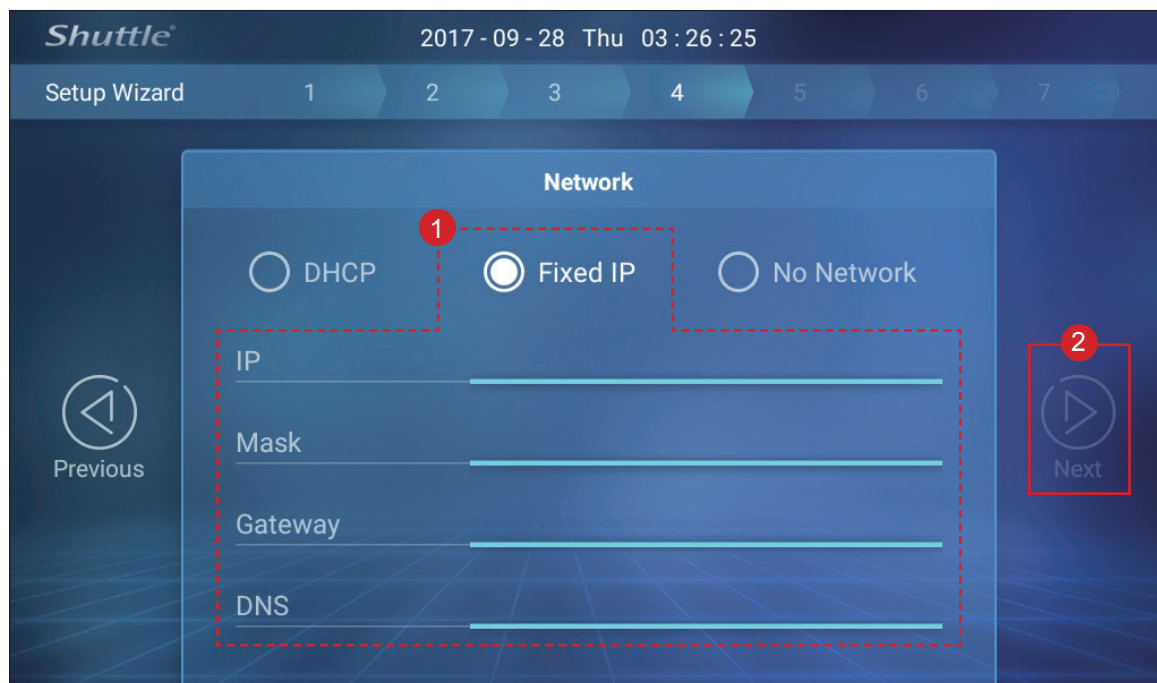 Shuttle® 2017 - 09 - 28 Thu 03 : 26 : 25
Setup Wizard 1 2 3 4 5 6 7
Network
1
DHCP Fixed IP No Network
2
IP
Mask
Previous Next
Gateway
DNS